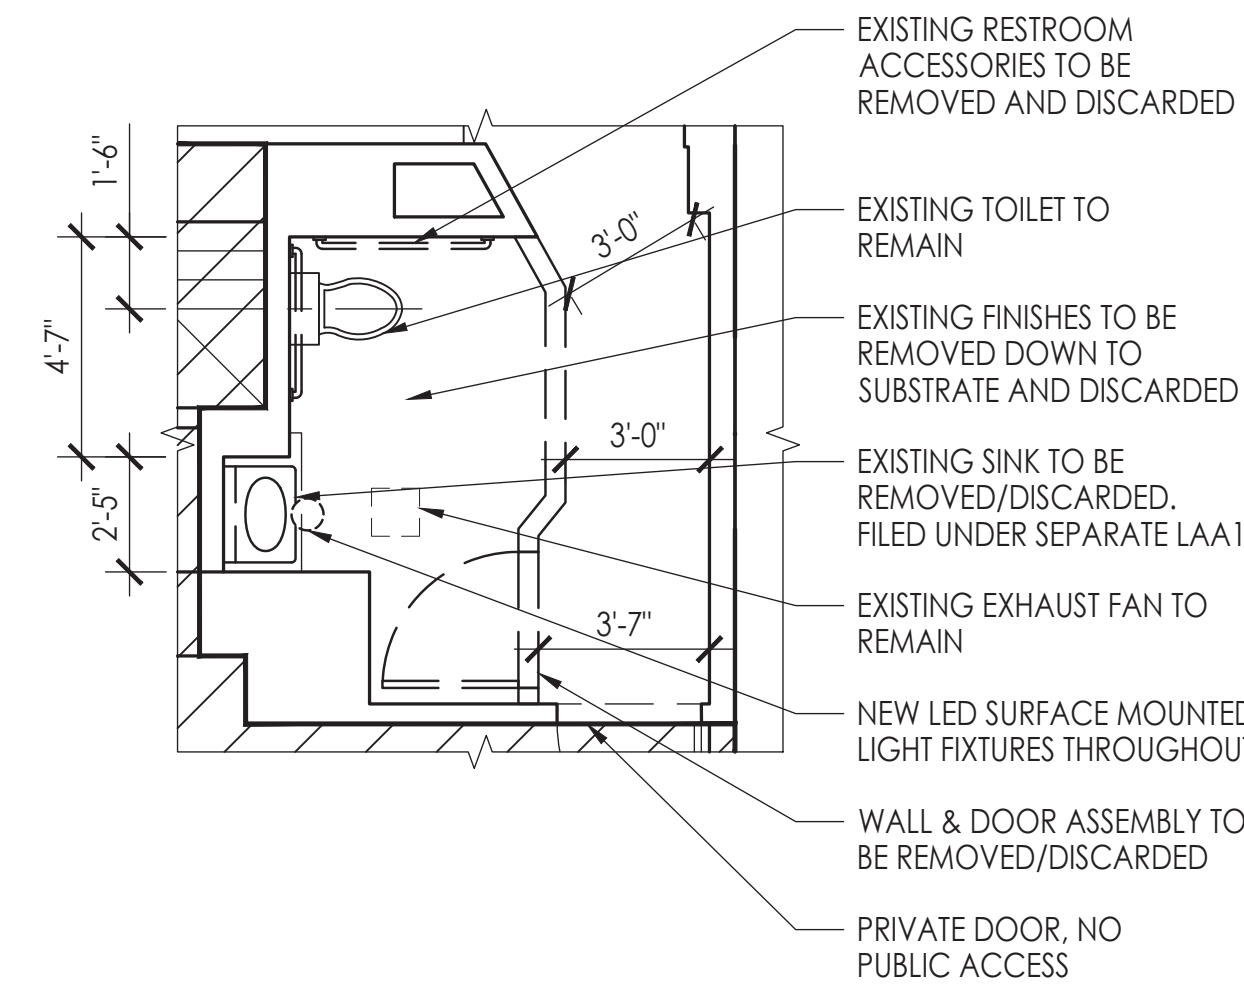 EXISTING RESTROOM
ACCESSORIES TO BE
REMOVED AND DISCARDED
1'-6"
EXISTING TOILET TO
REMAIN
3'-0"
EXISTING FINISHES TO BE
REMOVED DOWN TO
SUBSTRATE AND DISCARDED
4'-7"
3'-0"
EXISTING SINK TO BE
REMOVED/DISCARDED.
FILED UNDER SEPARATE LAA1
2'-5"
EXISTING EXHAUST FAN TO
REMAIN
3'-7"
NEW LED SURFACE MOUNTED
LIGHT FIXTURES THROUGHOUT
WALL & DOOR ASSEMBLY TO
BE REMOVED/DISCARDED
PRIVATE DOOR, NO
PUBLIC ACCESS